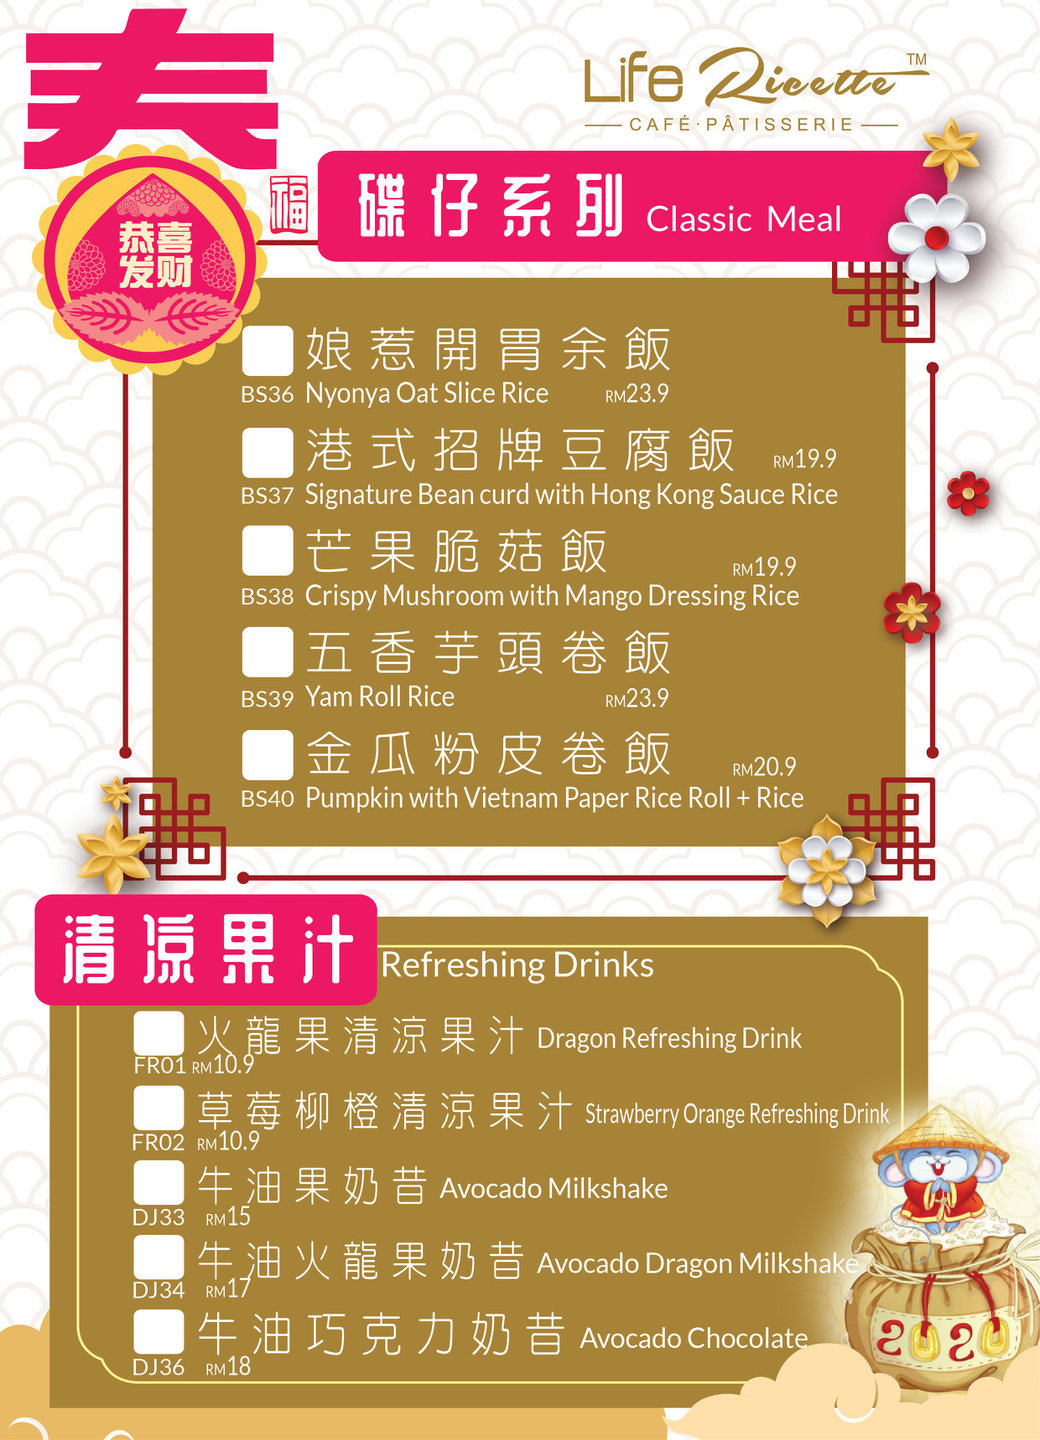 Life Ricette™
CAFÉ·PÂTISSERIE
恭喜
发财
福
碟仔系列 Classic Meal
娘惹開胃余飯
BS36 Nyonya Oat Slice Rice RM23.9
港式招牌豆腐飯 RM19.9
BS37 Signature Bean curd with Hong Kong Sauce Rice
芒果脆菇飯 RM19.9
BS38 Crispy Mushroom with Mango Dressing Rice
五香芋頭卷飯
BS39 Yam Roll Rice RM23.9
金瓜粉皮卷飯 RM20.9
BS40 Pumpkin with Vietnam Paper Rice Roll + Rice
清涼果汁 Refreshing Drinks
火龍果清涼果汁 Dragon Refreshing Drink
FR01 RM10.9
草莓柳橙清涼果汁 Strawberry Orange Refreshing Drink
FR02 RM10.9
牛油果奶昔 Avocado Milkshake
DJ33 RM15
牛油火龍果奶昔 Avocado Dragon Milkshake
DJ34 RM17
牛油巧克力奶昔 Avocado Chocolate
DJ36 RM18
2020